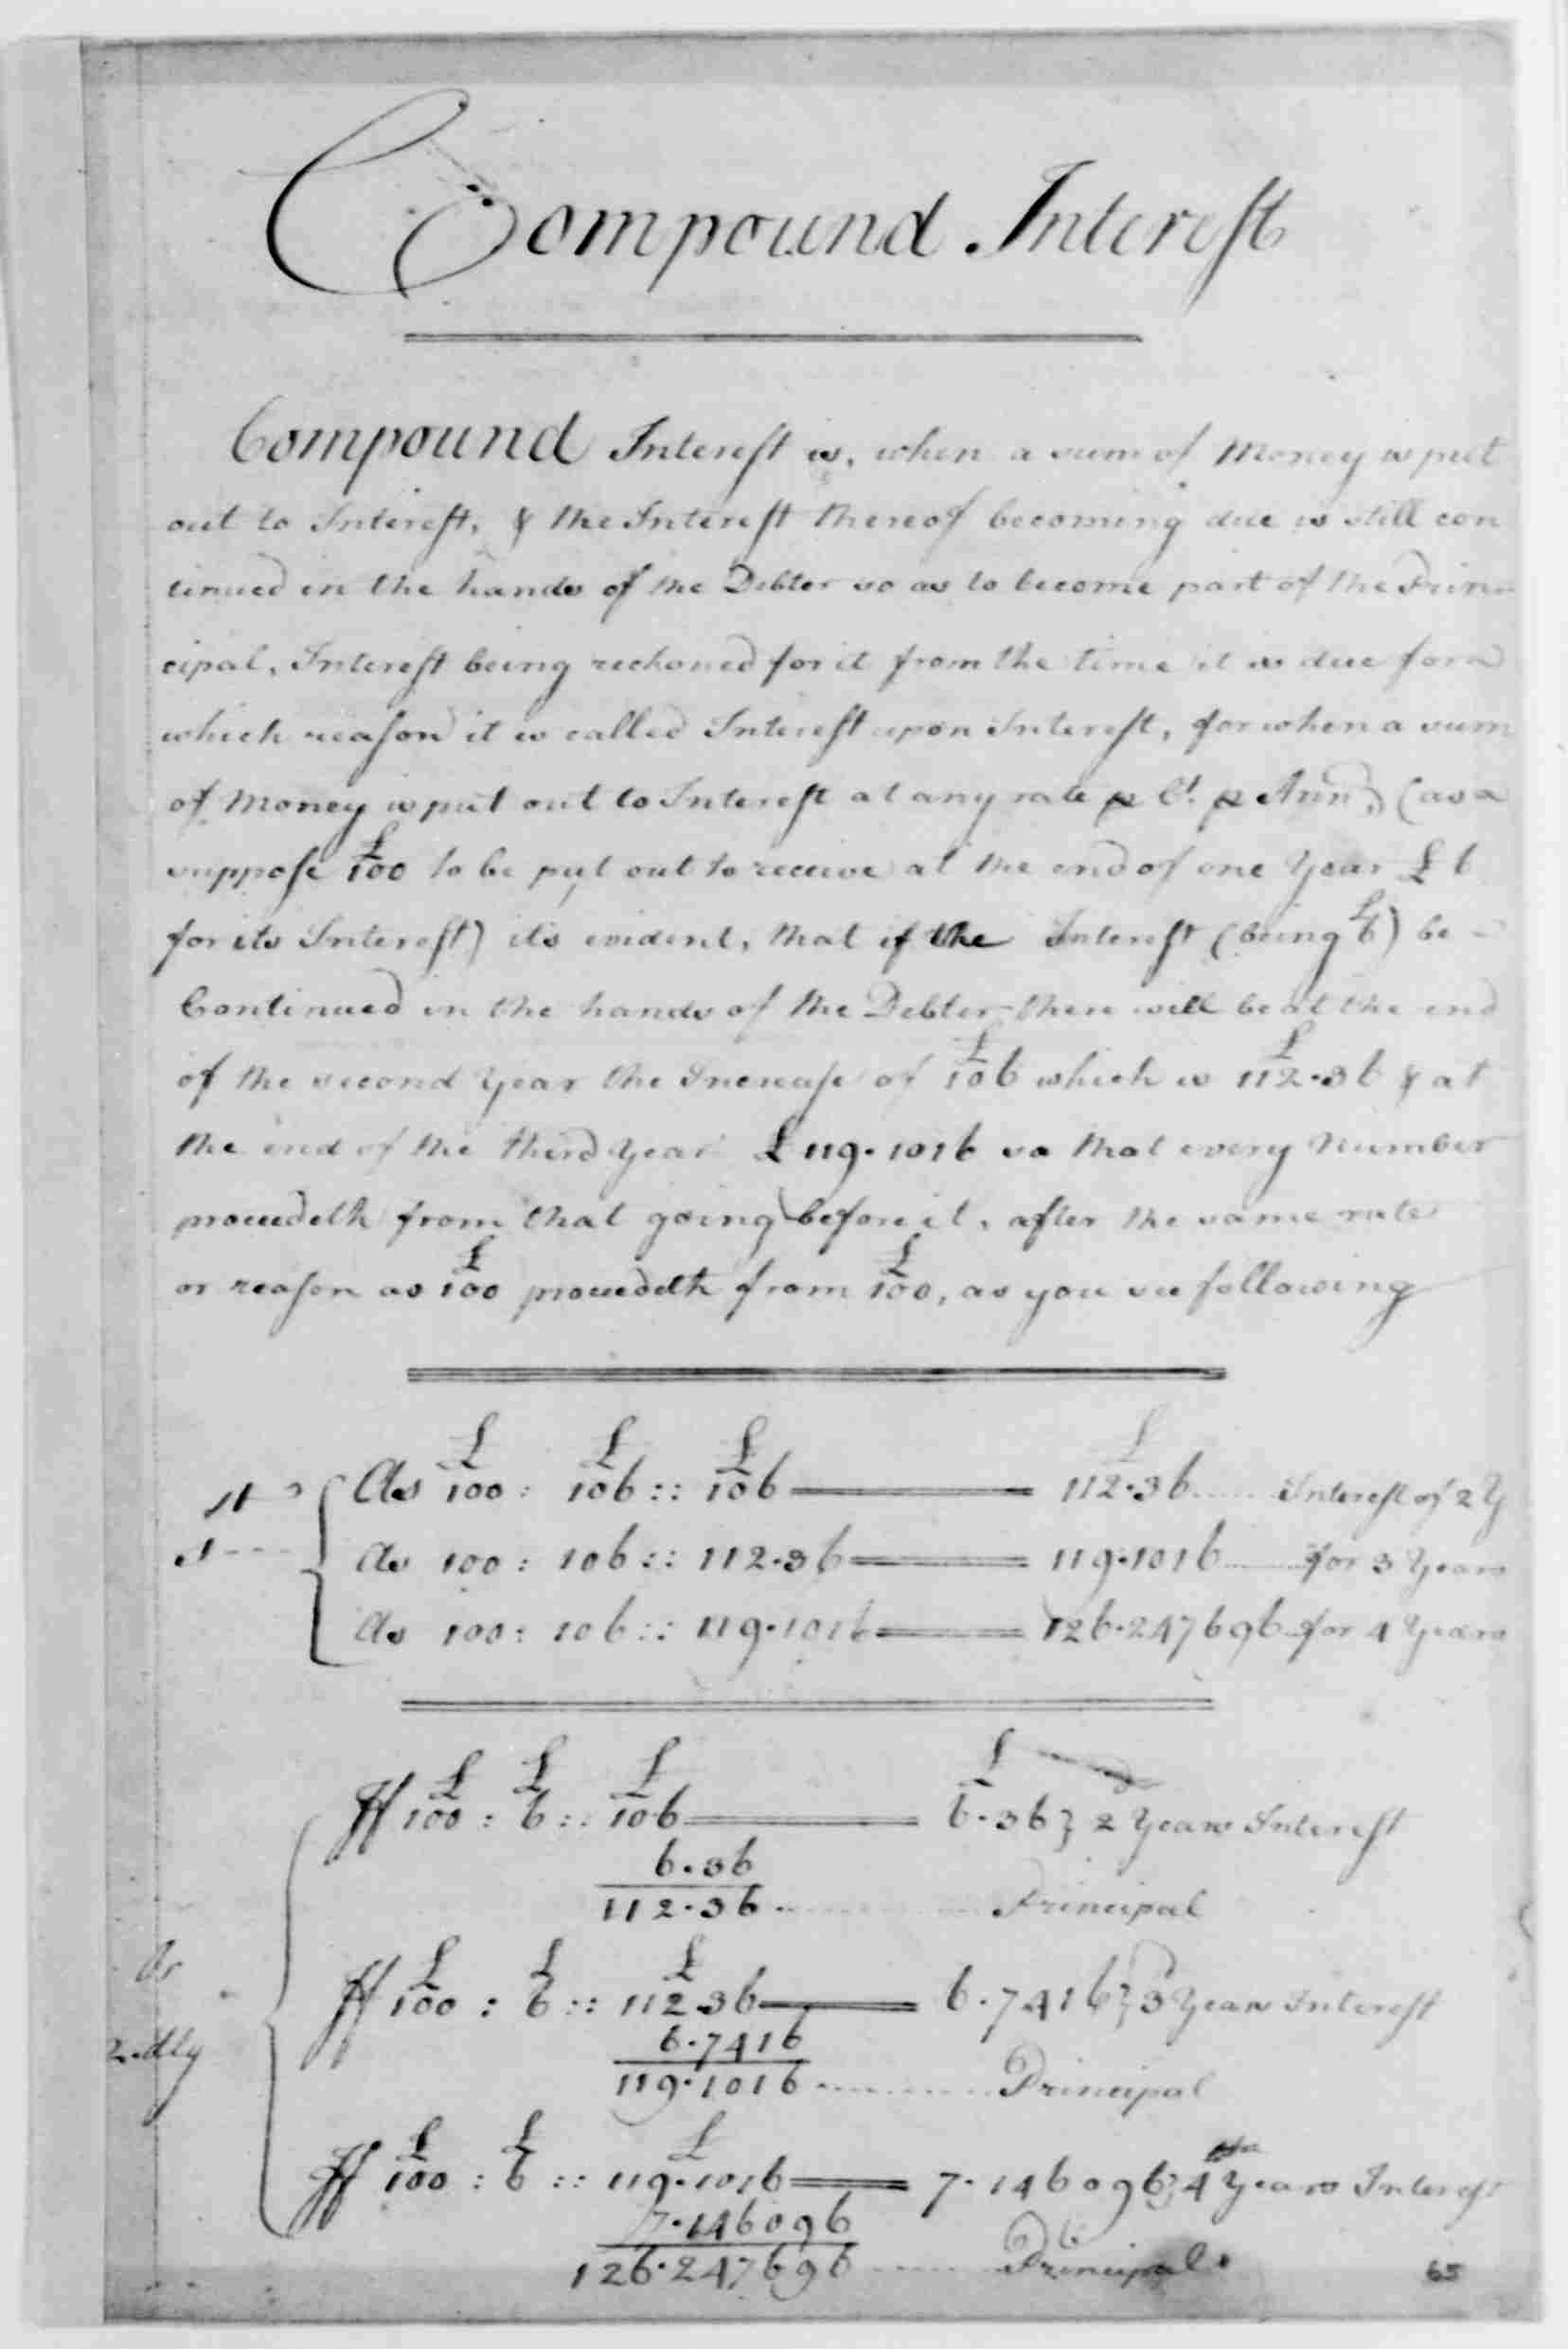 Compound Interest
Compound Interest is, when a sum of Money is put
out to Interest, & the Interest thereof becoming due is still con
tinued in the hands of the Debtor so as to become part of the Prin-
cipal, Interest being reckoned for it from the time it is due for
which reason it is called Interest upon Interest, for when a sum
of Money is put out to Interest at any rate ⅌ Ct. ⅌ Ann, (as
suppose £100 to be put out to receive at the end of one Year £6
for its Interest) its evident, that if the Interest (being £6) be
Continued in the hands of the Debtor there will be at the end
of the second Year the Increase of £106 which is 112.36 & at
the end of the third Year £119.1016 so that every Number
proceedeth from that going before it, after the same rate
or reason as £100 proceedeth from £100, as you see following
As £100 : £106 :: £106 = £112.36 Interest of 2 Y
As 100 : 106 :: 112.36 = 119.1016 for 3 Years
As 100 : 106 :: 119.1016 = 126.247696 for 4 Years
If £100 : £6 :: £106 = £6.36} 2 Years Interest
6.36
112.36 Principal
Or
2.dly
If £100 : £6 :: £112.36 = 6.7416} 3 Years Interest
6.7416
119.1016 Principal
If £100 : £6 :: £119.1016 = 7.146096} 4 Years Interest
7.146096
126.247696 Principal
65